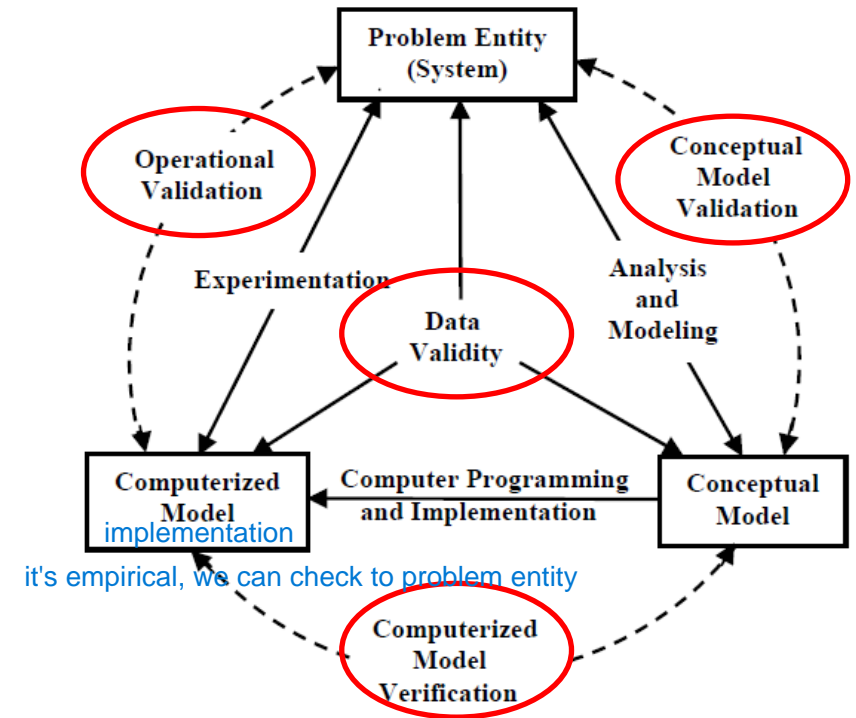 Problem Entity
(System)
Operational
Validation
Conceptual
Model
Validation
Experimentation
Analysis
and
Modeling
Data
Validity
Computerized
Model
Computer Programming
and Implementation
Conceptual
Model
implementation
it's empirical, we can check to problem entity
Computerized
Model
Verification